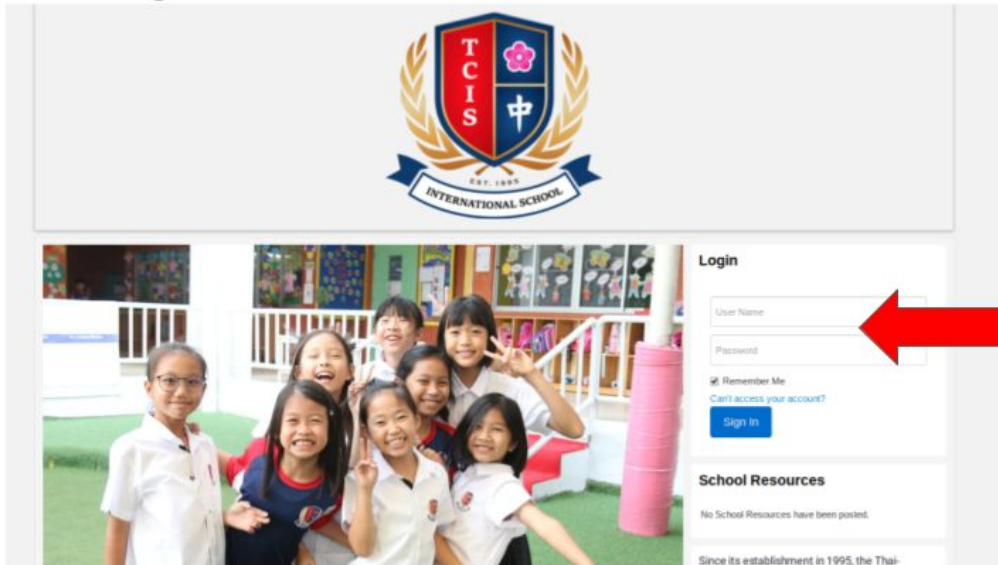 T
C
I
S
中
EST. 1995
INTERNATIONAL SCHOOL
Login
User Name
Password
Remember Me
Can't access your account?
Sign In
School Resources
No School Resources have been posted.
Since its establishment in 1995, the Thai-